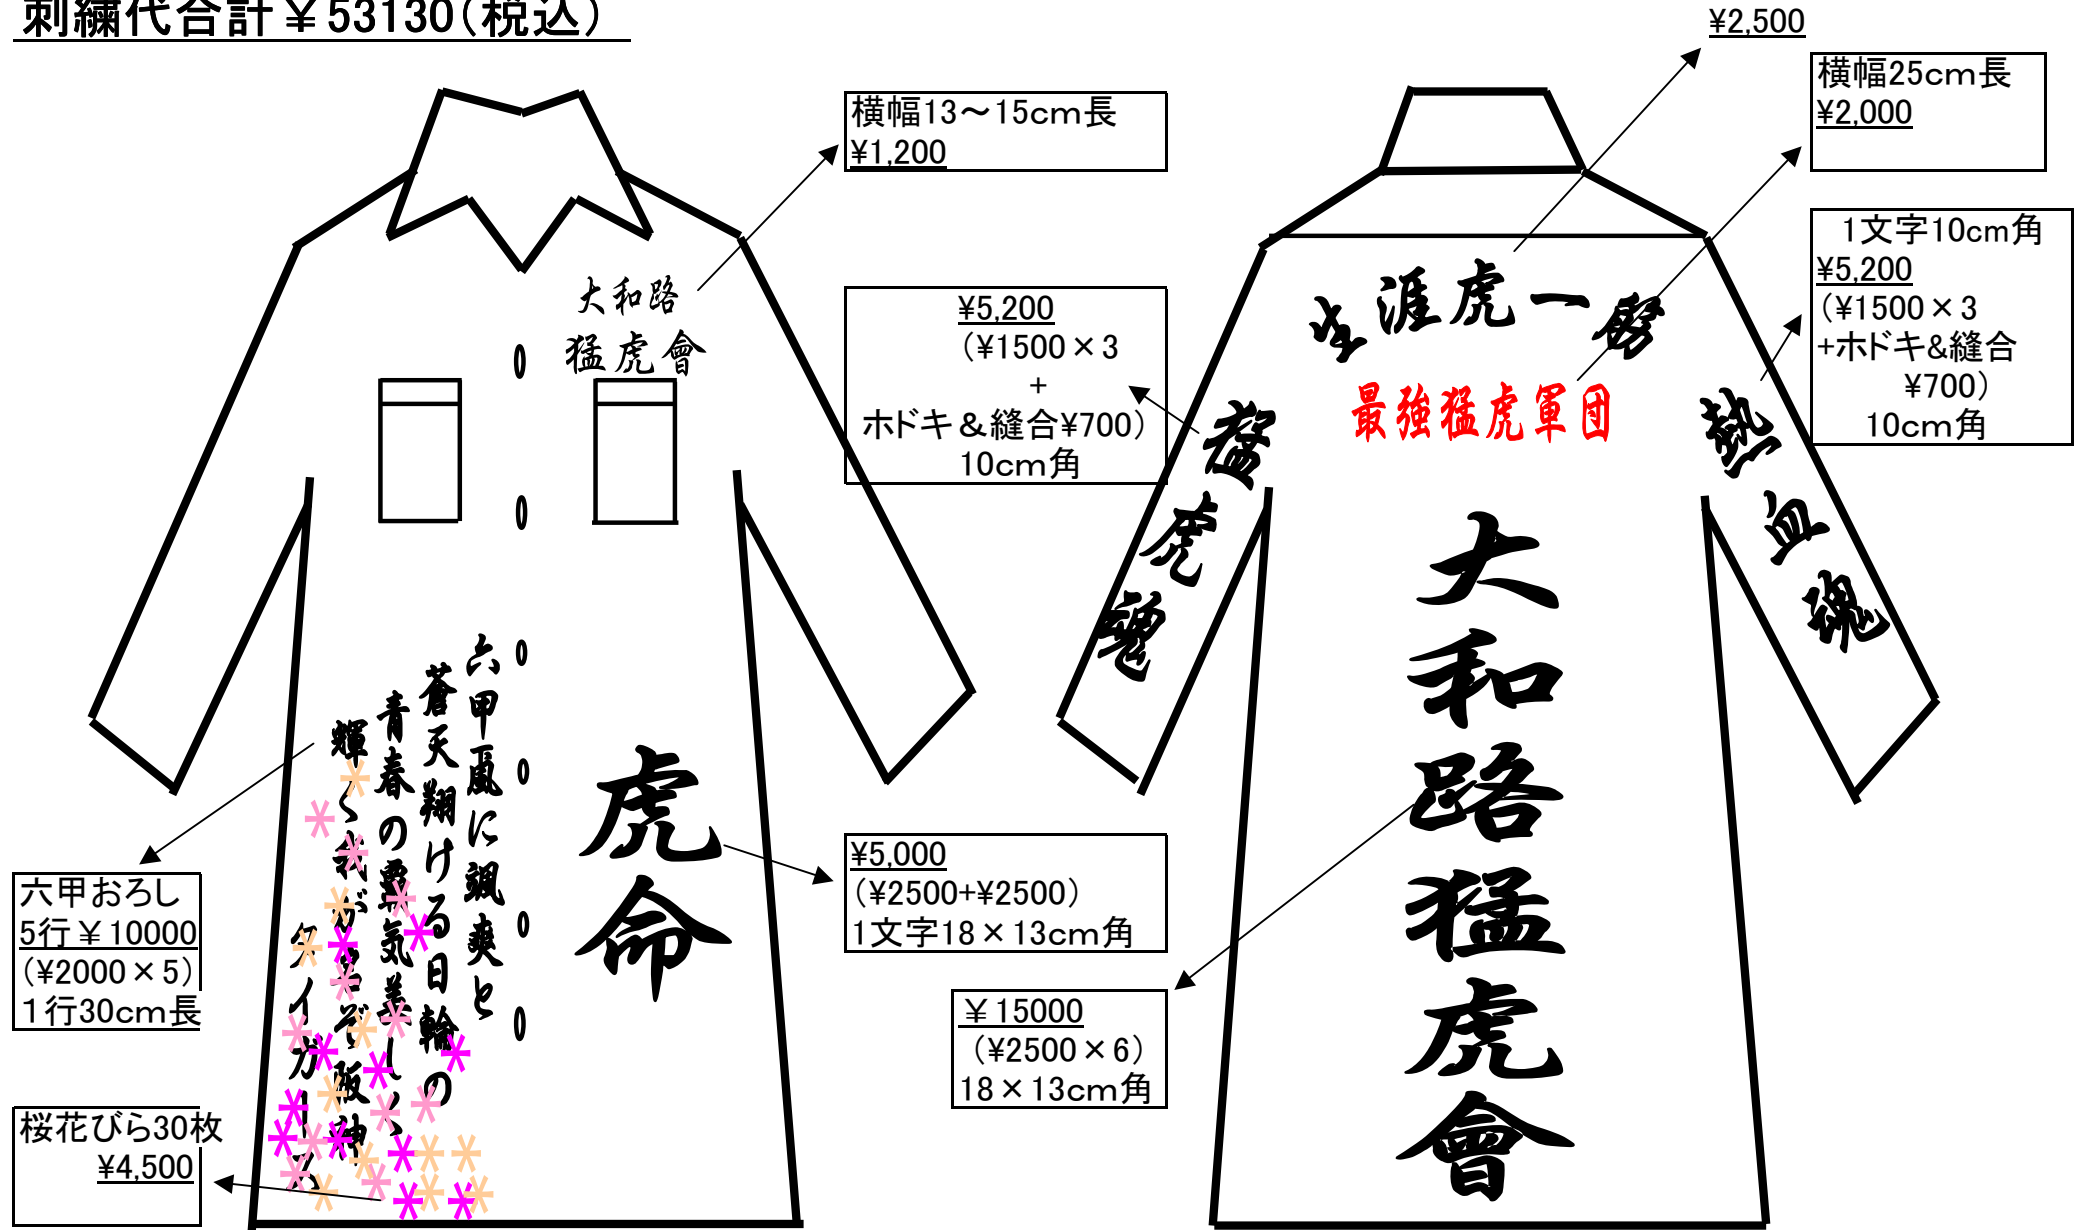 刺繍代合計￥53130(税込)
大和路
猛虎會
横幅13～15cm長
¥1,200
¥5,200
(¥1500×3
+
ホドキ＆縫合¥700)
10cm角
六甲颪に颯爽と
蒼天翔ける日輪の
青春の覇気美しく
輝く我が名ぞ阪神
タイガース
虎命
六甲おろし
5行￥10000
(¥2000×5)
1行30cm長
桜花びら30枚
¥4,500
¥5,000
(¥2500+¥2500)
1文字18×13cm角
￥15000
(¥2500×6)
18×13cm角
¥2,500
横幅25cm長
¥2,000
1文字10cm角
¥5,200
(¥1500×3
+ホドキ&縫合
¥700)
10cm角
生涯虎一筋
最強猛虎軍団
猛虎魂
熱血魂
大和路猛虎會